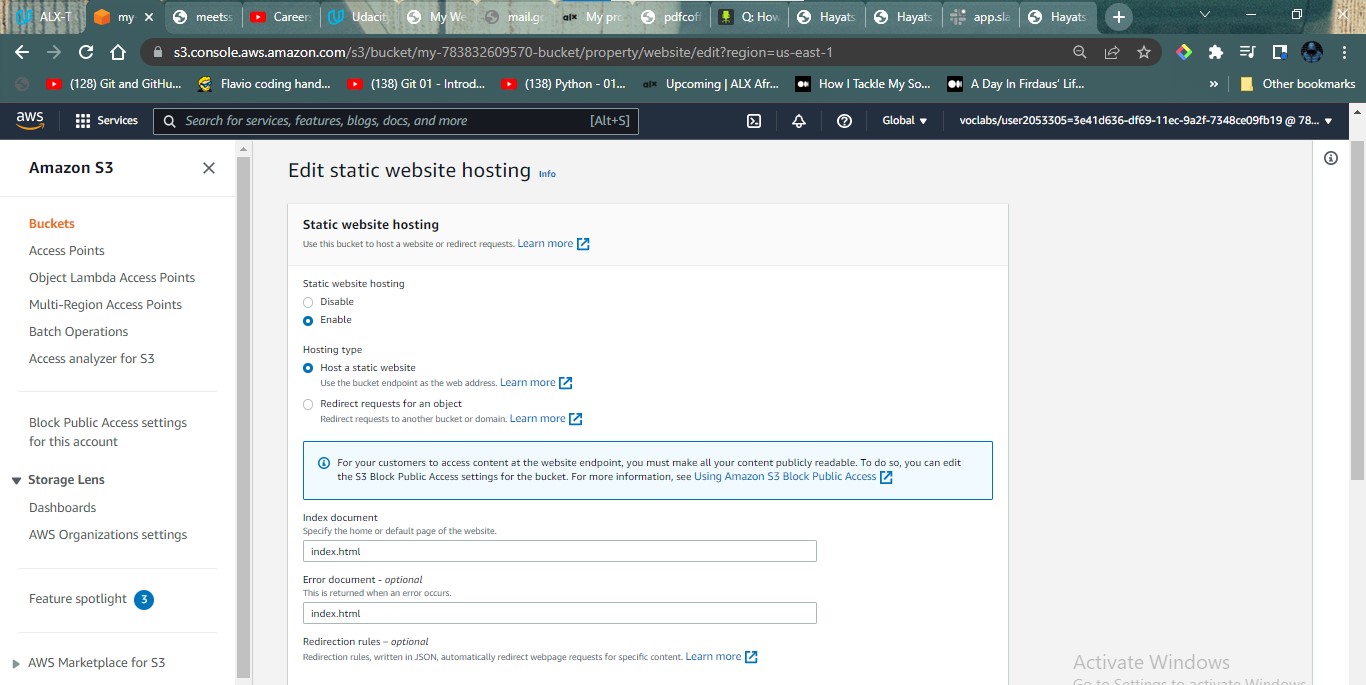 ALX-T
my
meetss
Career
Udacit
My We
mail.go
alx My pro
pdfcoff
Q: How
Hayats
Hayats
app.sla
Hayats
s3.console.aws.amazon.com/s3/bucket/my-783832609570-bucket/property/website/edit?region=us-east-1
(128) Git and GitHu...
Flavio coding hand...
(138) Git 01 - Introd...
(138) Python - 01...
alx Upcoming | ALX Afr...
How I Tackle My So...
A Day In Firdaus' Lif...
»
Other bookmarks
aws
Services
Search for services, features, blogs, docs, and more
[Alt+S]
Global
voclabs/user2053305=3e41d636-df69-11ec-9a2f-7348ce09fb19 @ 78...
Amazon S3
Buckets
Access Points
Object Lambda Access Points
Multi-Region Access Points
Batch Operations
Access analyzer for S3
Block Public Access settings
for this account
Storage Lens
Dashboards
AWS Organizations settings
Feature spotlight 3
AWS Marketplace for S3
Edit static website hosting Info
Static website hosting
Use this bucket to host a website or redirect requests. Learn more
Static website hosting
Disable
Enable
Hosting type
Host a static website
Use the bucket endpoint as the web address. Learn more
Redirect requests for an object
Redirect requests to another bucket or domain. Learn more
For your customers to access content at the website endpoint, you must make all your content publicly readable. To do so, you can edit
the S3 Block Public Access settings for the bucket. For more information, see Using Amazon S3 Block Public Access
Index document
Specify the home or default page of the website.
index.html
Error document - optional
This is returned when an error occurs.
index.html
Redirection rules – optional
Redirection rules, written in JSON, automatically redirect webpage requests for specific content. Learn more
Activate Windows
Go to Settings to activate Windows.